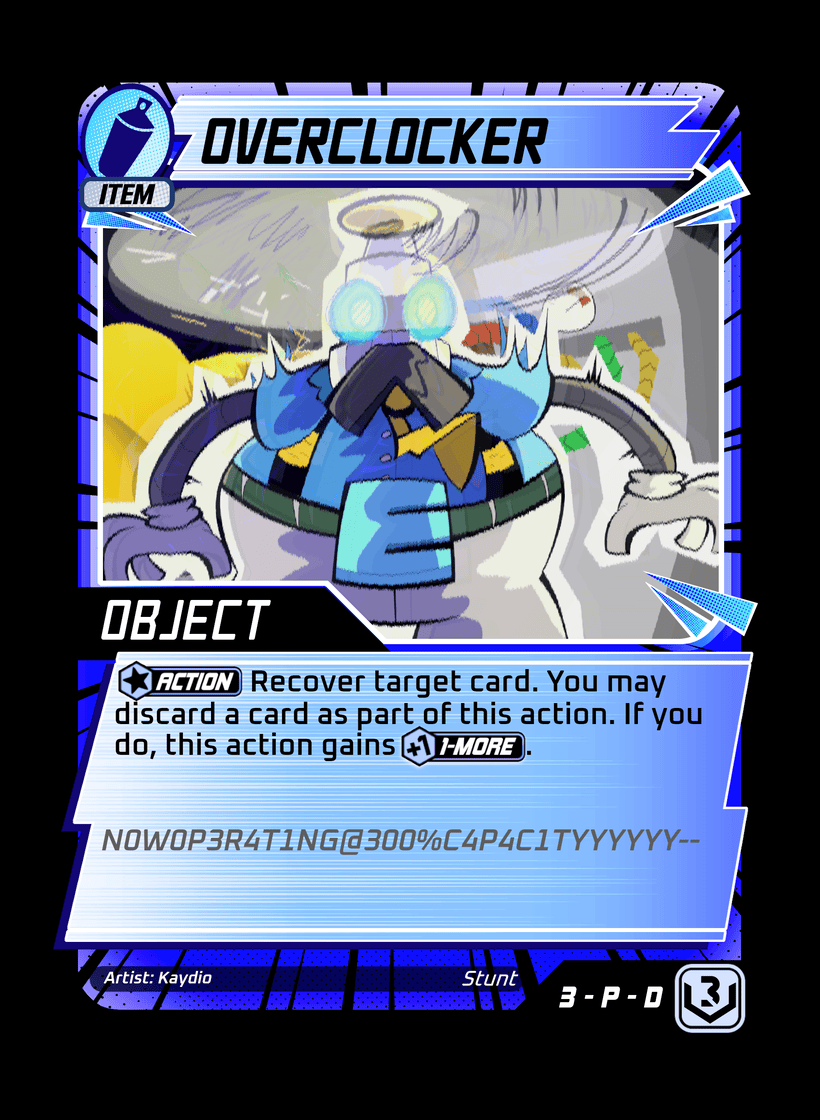 OVERCLOCKER
ITEM
OBJECT
ACTION Recover target card. You may
discard a card as part of this action. If you
do, this action gains +1 1-MORE.
N0W0P3R4T1NG@300%C4P4C1TYYYYYY--
Artist: Kaydio
Stunt
3-P-D
3